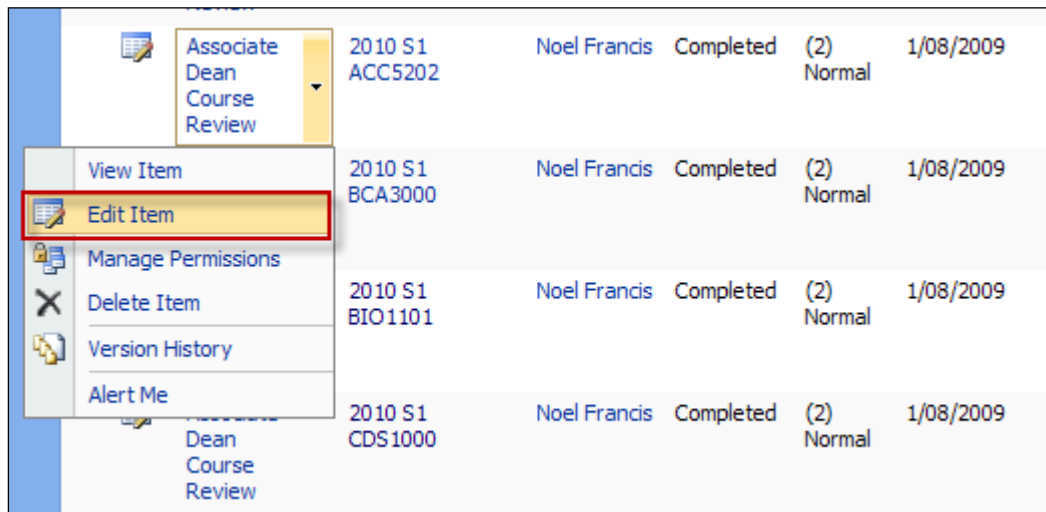 Associate 2010 S1 Noel Francis Completed (2) 1/08/2009
Dean ACC5202 Normal
Course
Review
View Item
2010 S1 Noel Francis Completed (2) 1/08/2009
BCA3000 Normal
Edit Item
Manage Permissions
2010 S1 Noel Francis Completed (2) 1/08/2009
BIO1101 Normal
Delete Item
Version History
Alert Me
2010 S1 Noel Francis Completed (2) 1/08/2009
Dean CDS1000 Normal
Course
Review